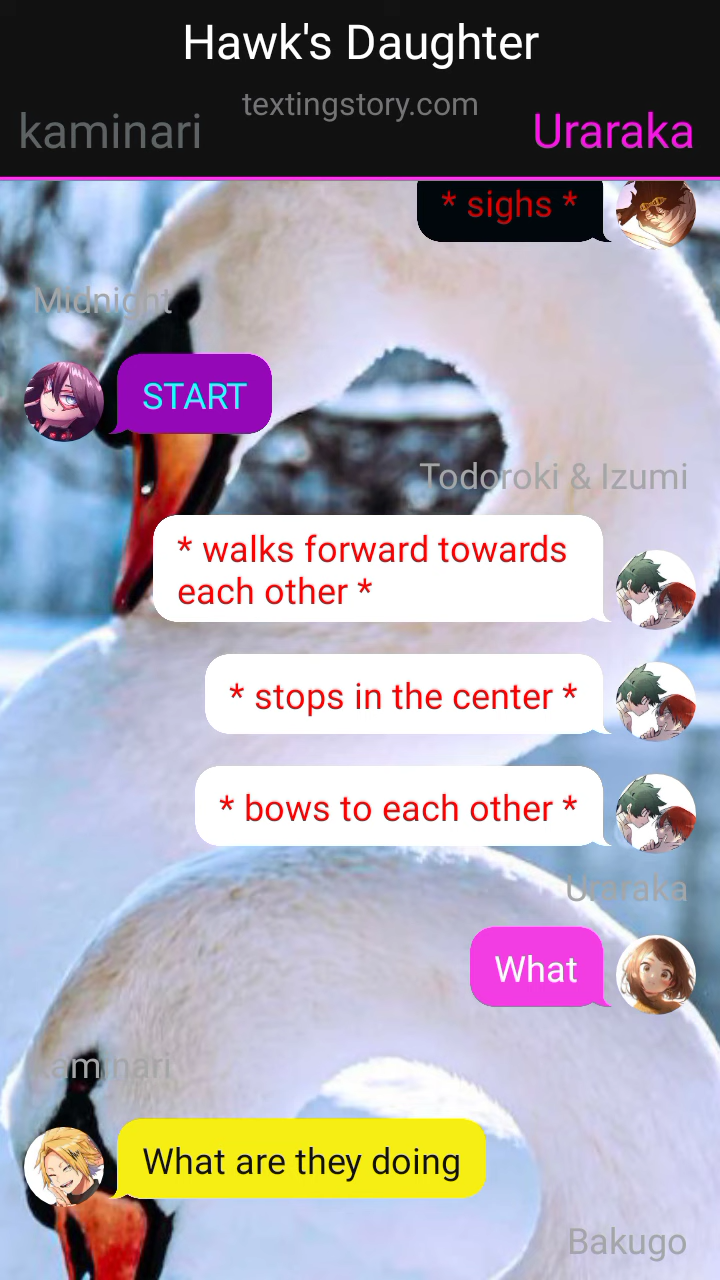 Hawk's Daughter
textingstory.com
kaminari
Uraraka
* sighs *
MIdnight
START
Todoroki & Izumi
* walks forward towards
each other *
* stops in the center *
* bows to each other *
Uraraka
What
kaminari
What are they doing
Bakugo